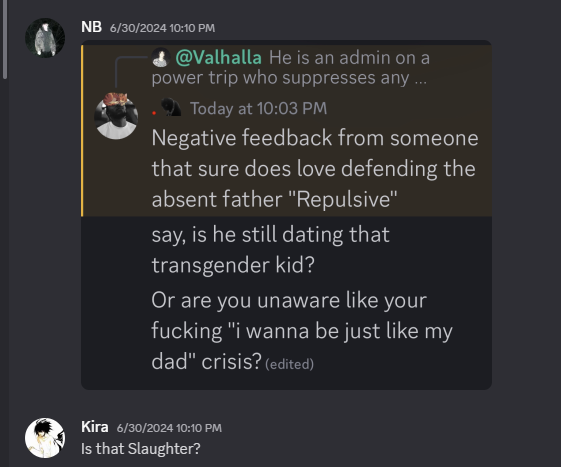 NB 6/30/2024 10:10 PM
@Valhalla He is an admin on a
power trip who suppresses any ...
. Today at 10:03 PM
Negative feedback from someone
that sure does love defending the
absent father "Repulsive"
say, is he still dating that
transgender kid?
Or are you unaware like your
fucking "i wanna be just like my
dad" crisis? (edited)
Kira 6/30/2024 10:10 PM
Is that Slaughter?